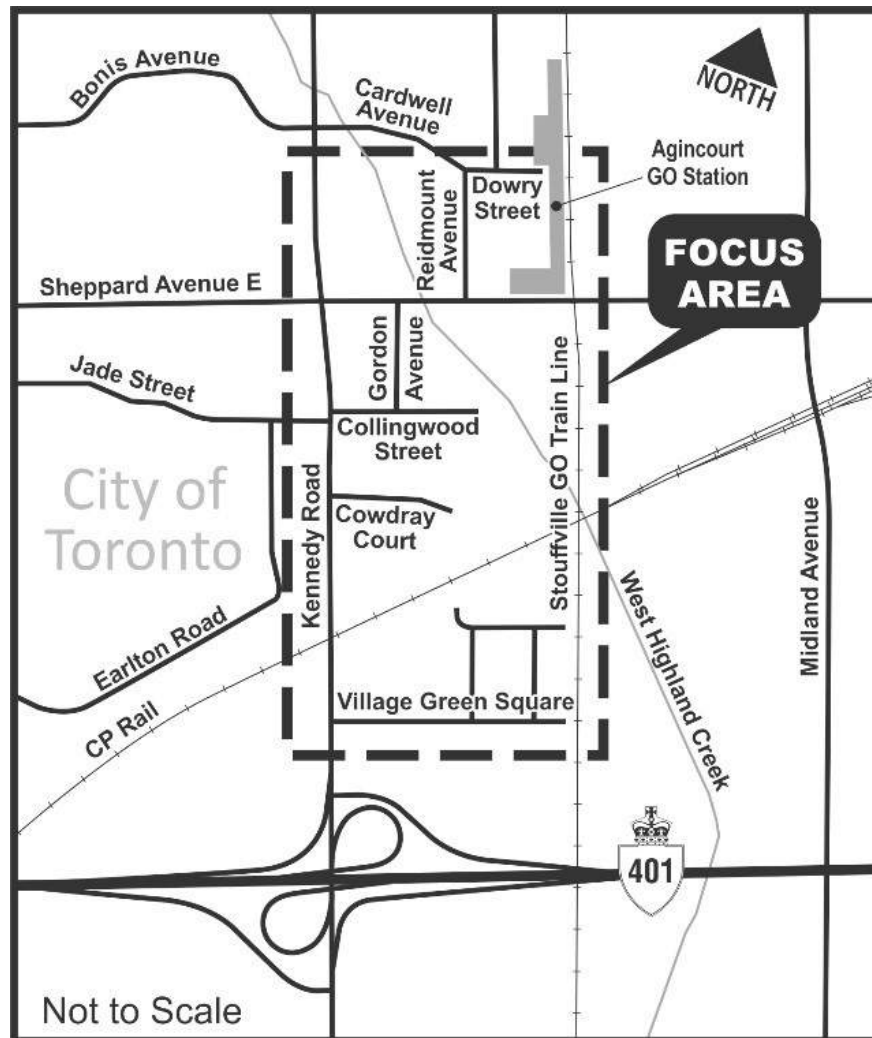 Bonis Avenue
Cardwell
Avenue
NORTH
Agincourt
GO Station
Dowry
Street
Reidmount
Avenue
FOCUS
AREA
Sheppard Avenue E
Gordon
Avenue
Jade Street
Collingwood
Street
Stouffville GO Train Line
City of
Toronto
Kennedy Road
Cowdray
Court
Midland Avenue
Earlton Road
West Highland Creek
CP Rail
Village Green Square
401
Not to Scale